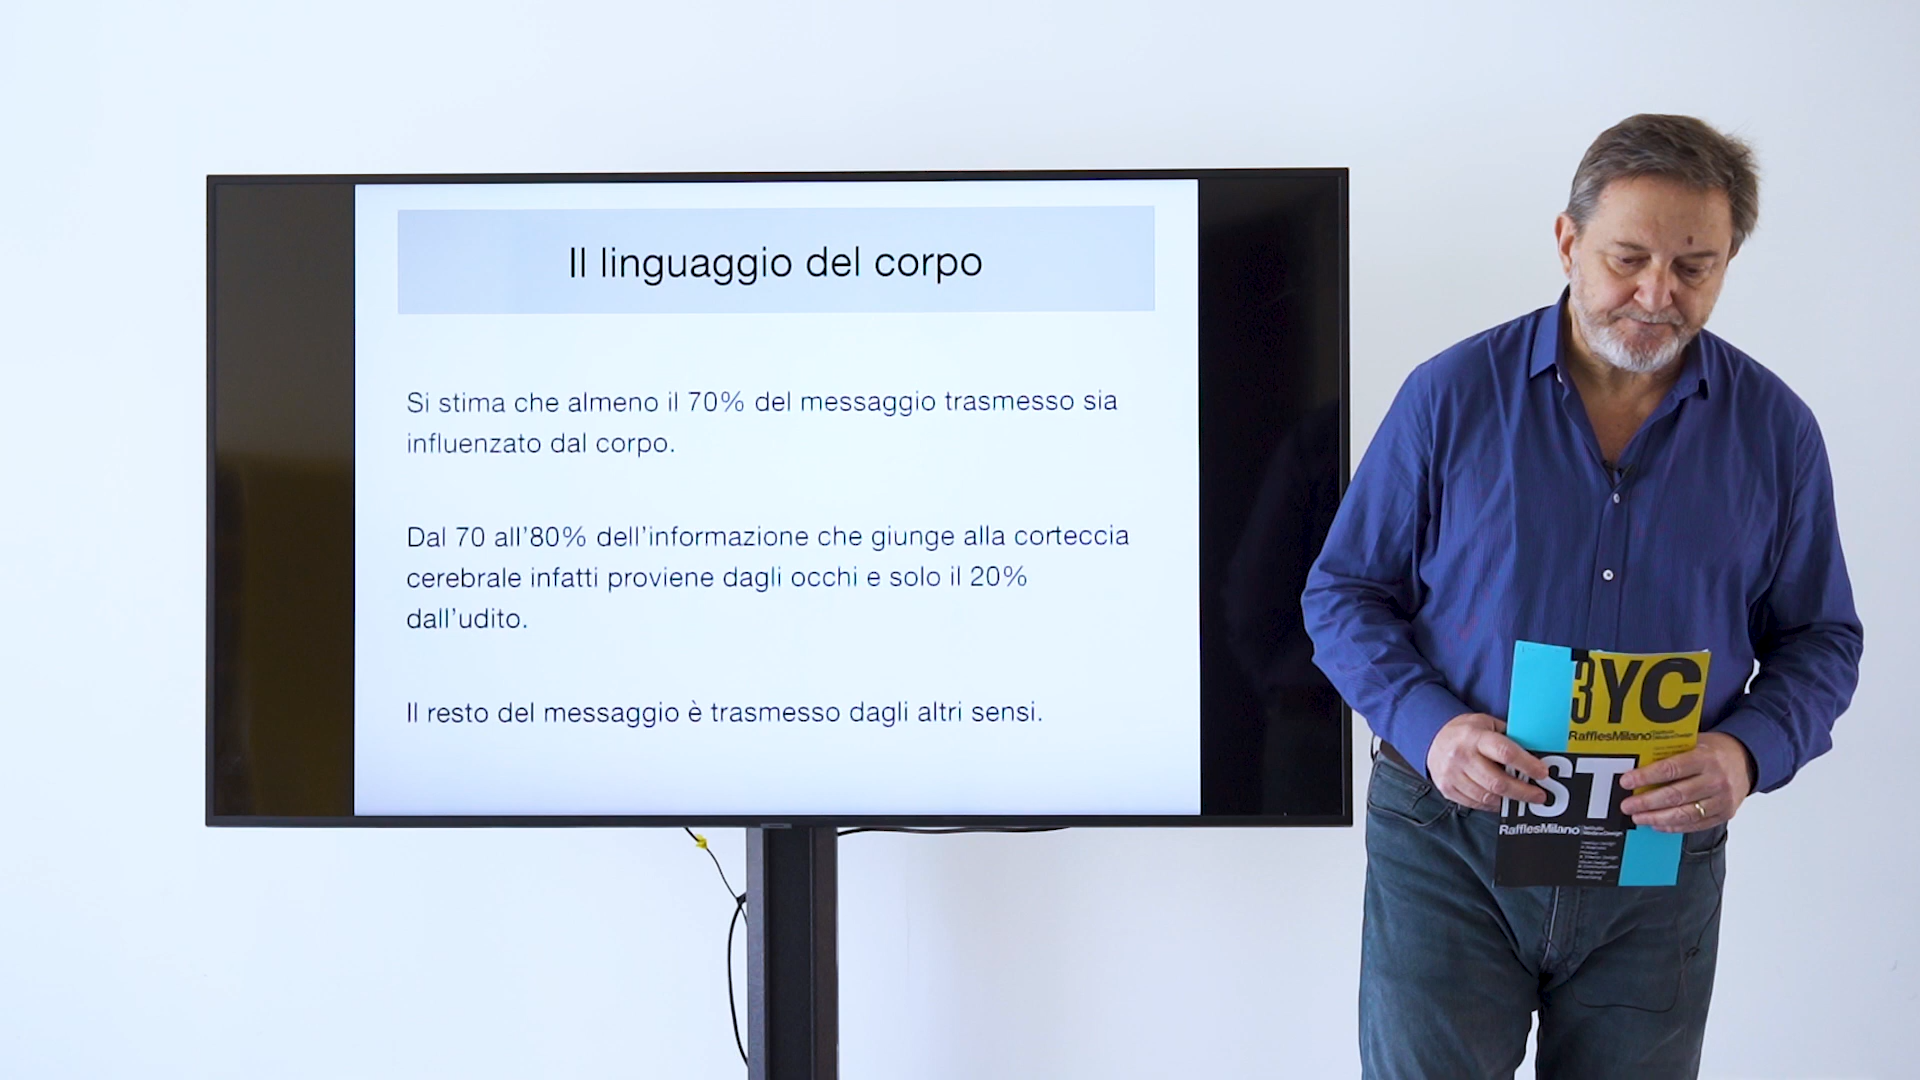 Il linguaggio del corpo
Si stima che almeno il 70% del messaggio trasmesso sia
influenzato dal corpo.
Dal 70 all'80% dell'informazione che giunge alla corteccia
cerebrale infatti proviene dagli occhi e solo il 20%
dall'udito.
Il resto del messaggio è trasmesso dagli altri sensi.
3YC
RafflesMilano
ST
RafflesMilano